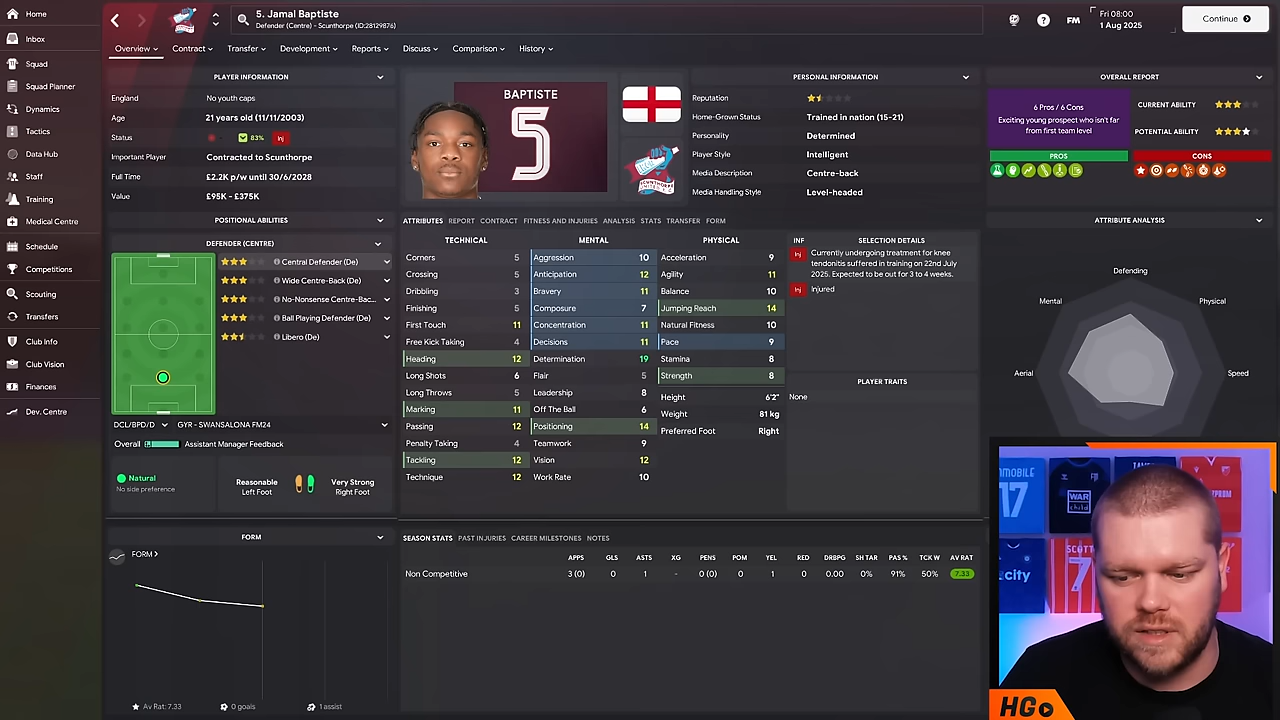 Home
Inbox
Squad
Squad Planner
Dynamics
Tactics
Data Hub
Staff
Training
Medical Centre
Schedule
Competitions
Scouting
Transfers
Club Info
Club Vision
Finances
Dev. Centre
5. Jamal Baptiste
Defender (Centre) - Scunthorpe (ID:28129876)
FM
Fri 08:00
1 Aug 2025
Continue
Overview Contract Transfer Development Reports Discuss Comparison History
PLAYER INFORMATION
England No youth caps
Age 21 years old (11/11/2003)
Status 83% Inj
Important Player Contracted to Scunthorpe
Full Time £2.2K p/w until 30/6/2028
Value £95K - £375K
POSITIONAL ABILITIES
DEFENDER (CENTRE)
Central Defender (De)
Wide Centre-Back (De)
No-Nonsense Centre-Bac...
Ball Playing Defender (De)
Libero (De)
DCL/BPD/D GYR - SWANSALONA FM24
Overall Assistant Manager Feedback
Natural
No side preference
Reasonable
Left Foot
Very Strong
Right Foot
FORM
FORM >
Av Rat: 7.33 0 goals 1 assist
BAPTISTE
5
SCUNTHORPE
PERSONAL INFORMATION
Reputation
Home-Grown Status Trained in nation (15-21)
Personality Determined
Player Style Intelligent
Media Description Centre-back
Media Handling Style Level-headed
ATTRIBUTES REPORT CONTRACT FITNESS AND INJURIES ANALYSIS STATS TRANSFER FORM
TECHNICAL
Corners 5
Crossing 5
Dribbling 3
Finishing 5
First Touch 11
Free Kick Taking 4
Heading 12
Long Shots 6
Long Throws 5
Marking 11
Passing 12
Penalty Taking 4
Tackling 12
Technique 12
MENTAL
Aggression 10
Anticipation 12
Bravery 11
Composure 7
Concentration 11
Decisions 11
Determination 19
Flair 5
Leadership 8
Off The Ball 6
Positioning 14
Teamwork 9
Vision 12
Work Rate 10
PHYSICAL
Acceleration 9
Agility 11
Balance 10
Jumping Reach 14
Natural Fitness 10
Pace 9
Stamina 8
Strength 8
Height 6'2"
Weight 81 kg
Preferred Foot Right
INF SELECTION DETAILS
Inj Currently undergoing treatment for knee
tendonitis suffered in training on 22nd July
2025. Expected to be out for 3 to 4 weeks.
Inj Injured
PLAYER TRAITS
None
SEASON STATS PAST INJURIES CAREER MILESTONES NOTES
APPS GLS ASTS XG PENS POM YEL RED DRBPG SH TAR PAS % TCK W AV RAT
Non Competitive 3 (0) 0 1 - 0 (0) 0 1 0 0.00 0% 91% 50% 7.33
OVERALL REPORT
6 Pros / 6 Cons
Exciting young prospect who isn't far
from first team level
CURRENT ABILITY
POTENTIAL ABILITY
PROS CONS
ATTRIBUTE ANALYSIS
Defending
Physical
Speed
Aerial
Mental
17
WAR
child
city
7
HG